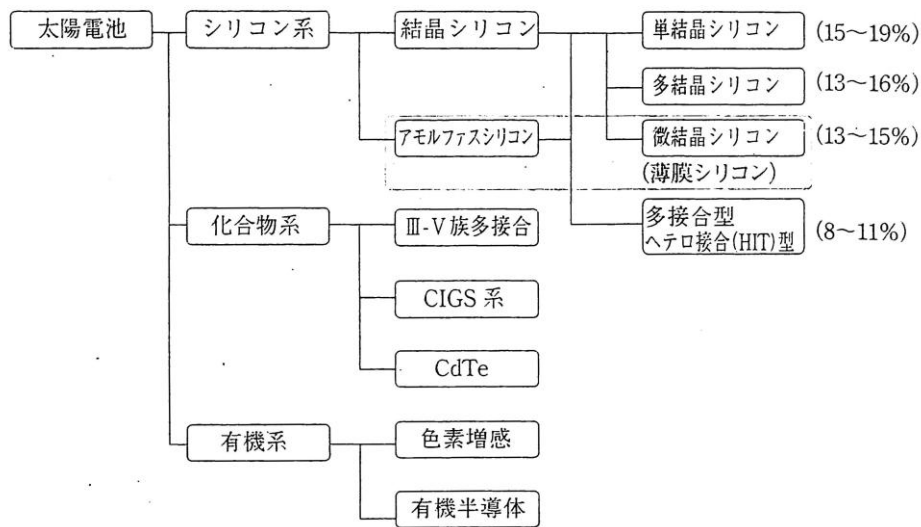 太陽電池
シリコン系
結晶シリコン
単結晶シリコン (15～19%)
多結晶シリコン (13～16%)
アモルファスシリコン
微結晶シリコン (13～15%)
(薄膜シリコン)
多接合型
ヘテロ接合(HIT)型 (8～11%)
化合物系
Ⅲ-Ⅴ族多接合
CIGS系
CdTe
有機系
色素増感
有機半導体